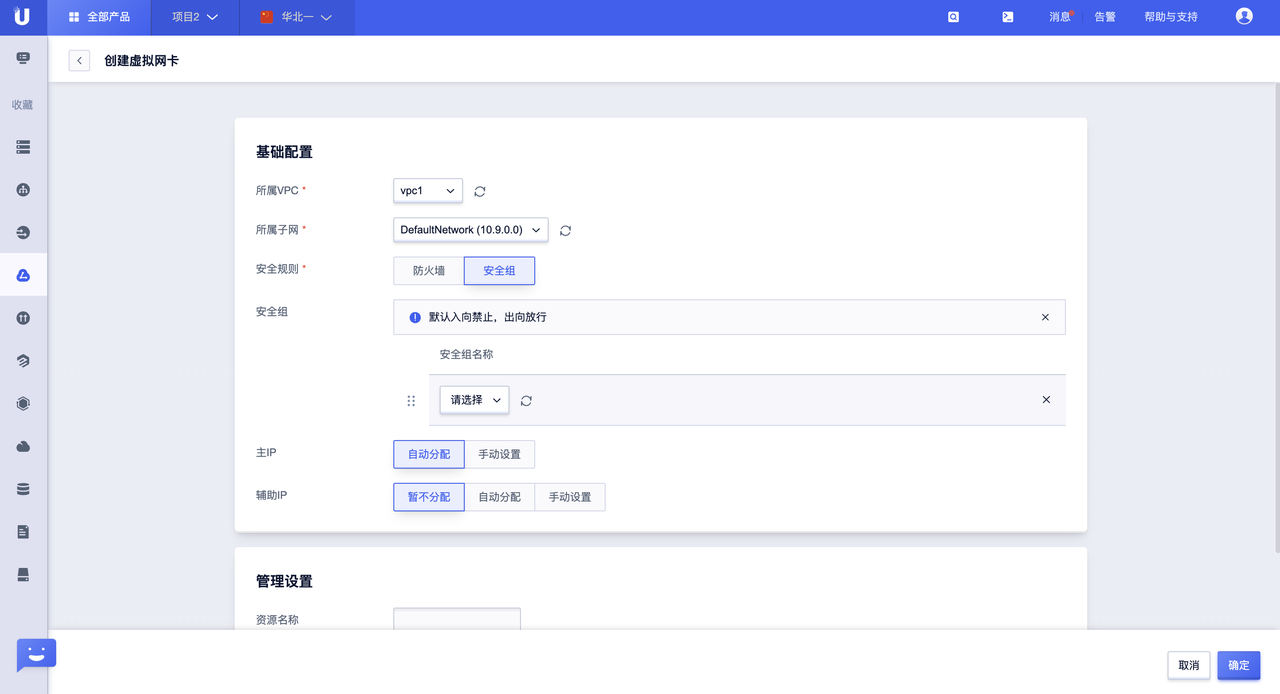 全部产品
项目2
华北一
消息
告警
帮助与支持
创建虚拟网卡
收藏
基础配置
所属VPC *
vpc1
所属子网 *
DefaultNetwork (10.9.0.0)
安全规则 *
防火墙
安全组
安全组
默认入向禁止，出向放行
安全组名称
请选择
主IP
自动分配
手动设置
辅助IP
暂不分配
自动分配
手动设置
管理设置
资源名称
取消
确定